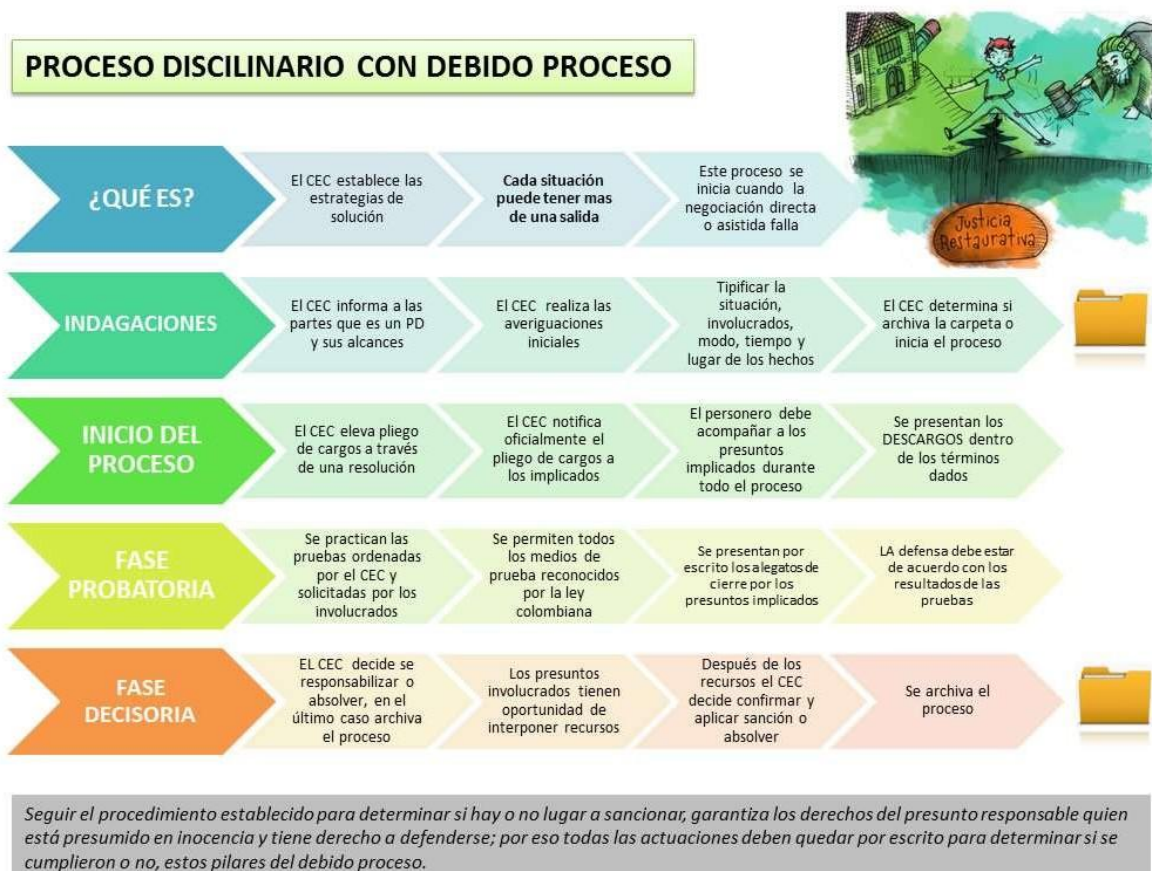 PROCESO DISCILINARIO CON DEBIDO PROCESO
Justicia
Restaurativa
¿QUÉ ES?
El CEC establece las
estrategias de
solución
Cada situación
puede tener mas
de una salida
Este proceso se
inicia cuando la
negociación directa
o asistida falla
INDAGACIONES
El CEC informa a las
partes que es un PD
y sus alcances
El CEC realiza las
averiguaciones
iniciales
Tipificar la
situación,
involucrados,
modo, tiempo y
lugar de los hechos
El CEC determina si
archiva la carpeta o
inicia el proceso
INICIO DEL
PROCESO
El CEC eleva pliego
de cargos a través
de una resolución
El CEC notifica
oficialmente el
pliego de cargos a
los implicados
El personero debe
acompañar a los
presuntos
implicados durante
todo el proceso
Se presentan los
DESCARGOS dentro
de los términos
dados
FASE
PROBATORIA
Se practican las
pruebas ordenadas
por el CEC y
solicitadas por los
involucrados
Se permiten todos
los medios de
prueba reconocidos
por la ley
colombiana
Se presentan por
escrito los alegatos de
cierre por los
presuntos implicados
LA defensa debe estar
de acuerdo con los
resultados de las
pruebas
FASE
DECISORIA
EL CEC decide se
responsabilizar o
absolver, en el
último caso archiva
el proceso
Los presuntos
involucrados tienen
oportunidad de
interponer recursos
Después de los
recursos el CEC
decide confirmar y
aplicar sanción o
absolver
Se archiva el
proceso
Seguir el procedimiento establecido para determinar si hay o no lugar a sancionar, garantiza los derechos del presunto responsable quien
está presumido en inocencia y tiene derecho a defenderse; por eso todas las actuaciones deben quedar por escrito para determinar si se
cumplieron o no, estos pilares del debido proceso.